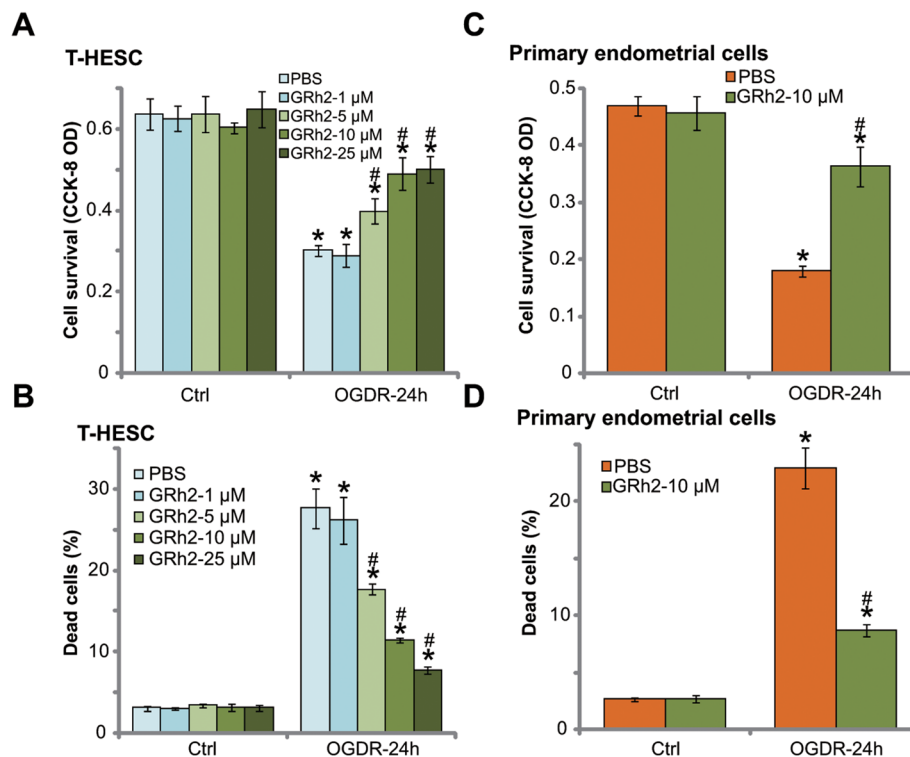 A
T-HESC
PBS
GRh2-1 µM
GRh2-5 µM
GRh2-10 µM
GRh2-25 µM
Cell survival (CCK-8 OD)
0.6
0.4
0.2
0
* * # * # * # *
Ctrl OGDR-24h
C
Primary endometrial cells
PBS
GRh2-10 µM
Cell survival (CCK-8 OD)
0.5
0.4
0.3
0.2
0.1
0
* # *
Ctrl OGDR-24h
B
T-HESC
PBS
GRh2-1 µM
GRh2-5 µM
GRh2-10 µM
GRh2-25 µM
Dead cells (%)
30
20
10
0
* * # * # * # *
Ctrl OGDR-24h
D
Primary endometrial cells
PBS
GRh2-10 µM
Dead cells (%)
20
10
0
* # *
Ctrl OGDR-24h